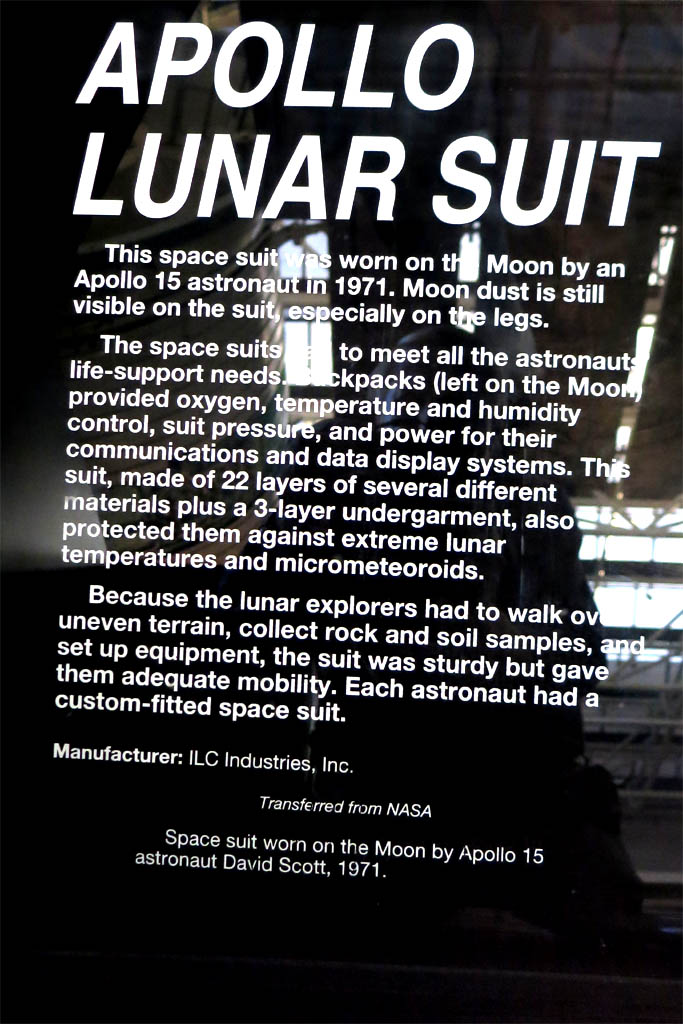 APOLLO
LUNAR SUIT
This space suit was worn on the Moon by an
Apollo 15 astronaut in 1971. Moon dust is still
visible on the suit, especially on the legs.
The space suits had to meet all the astronauts
life-support needs. Backpacks (left on the Moon)
provided oxygen, temperature and humidity
control, suit pressure, and power for their
communications and data display systems. This
suit, made of 22 layers of several different
materials plus a 3-layer undergarment, also
protected them against extreme lunar
temperatures and micrometeoroids.
Because the lunar explorers had to walk over
uneven terrain, collect rock and soil samples, and
set up equipment, the suit was sturdy but gave
them adequate mobility. Each astronaut had a
custom-fitted space suit.
Manufacturer: ILC Industries, Inc.
Transferred from NASA
Space suit worn on the Moon by Apollo 15
astronaut David Scott, 1971.